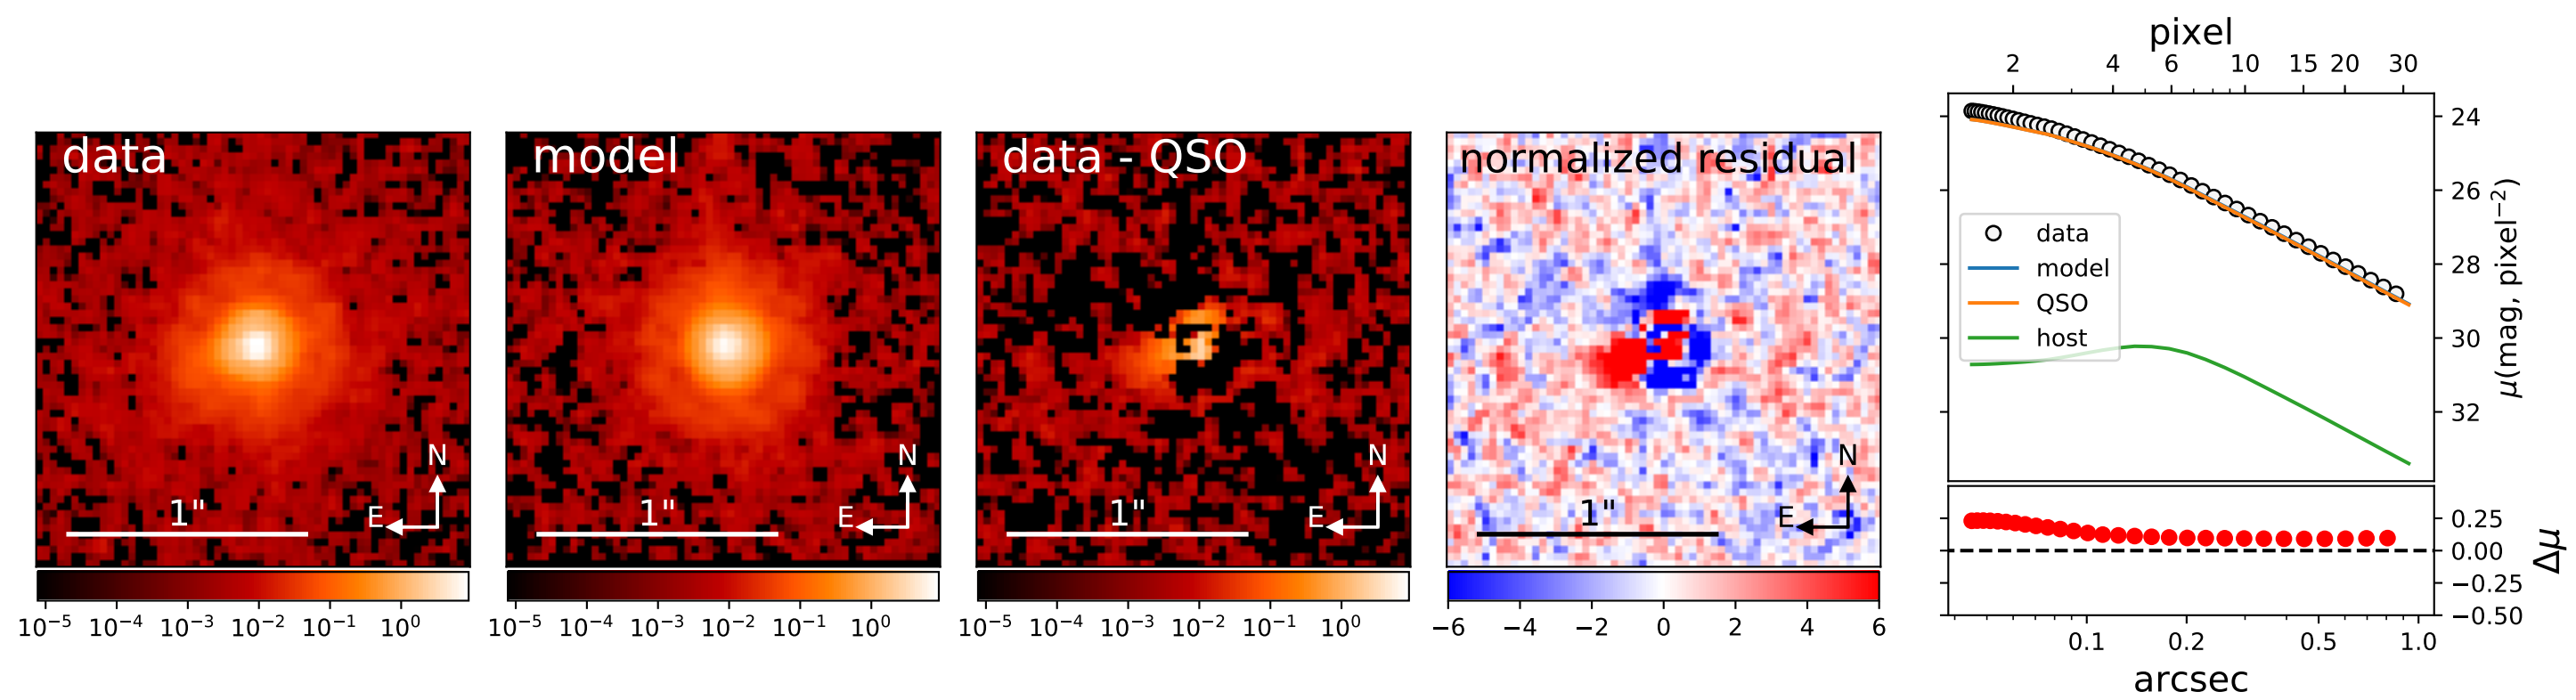 data
N
E
1"
10⁻⁵ 10⁻⁴ 10⁻³ 10⁻² 10⁻¹ 10⁰
model
N
E
1"
10⁻⁵ 10⁻⁴ 10⁻³ 10⁻² 10⁻¹ 10⁰
data - QSO
N
E
1"
10⁻⁵ 10⁻⁴ 10⁻³ 10⁻² 10⁻¹ 10⁰
normalized residual
N
E
1"
−6 −4 −2 0 2 4 6
pixel
2 4 6 10 15 20 30
24
26
28
30
32
μ(mag, pixel⁻²)
data
model
QSO
host
0.25
0.00
−0.25
−0.50
Δμ
0.1 0.2 0.5 1.0
arcsec